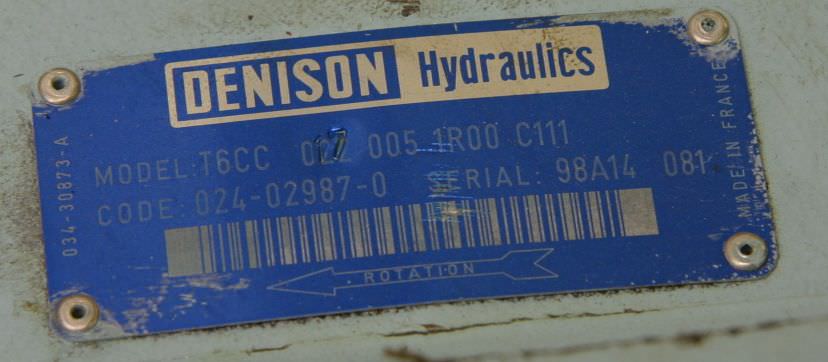 DENISON Hydraulics
MODEL: T6CC 005 1R00 C111
CODE: 024-02987-0 SERIAL: 98A14 081
ROTATION
034-30873-A
MADE IN FRANCE